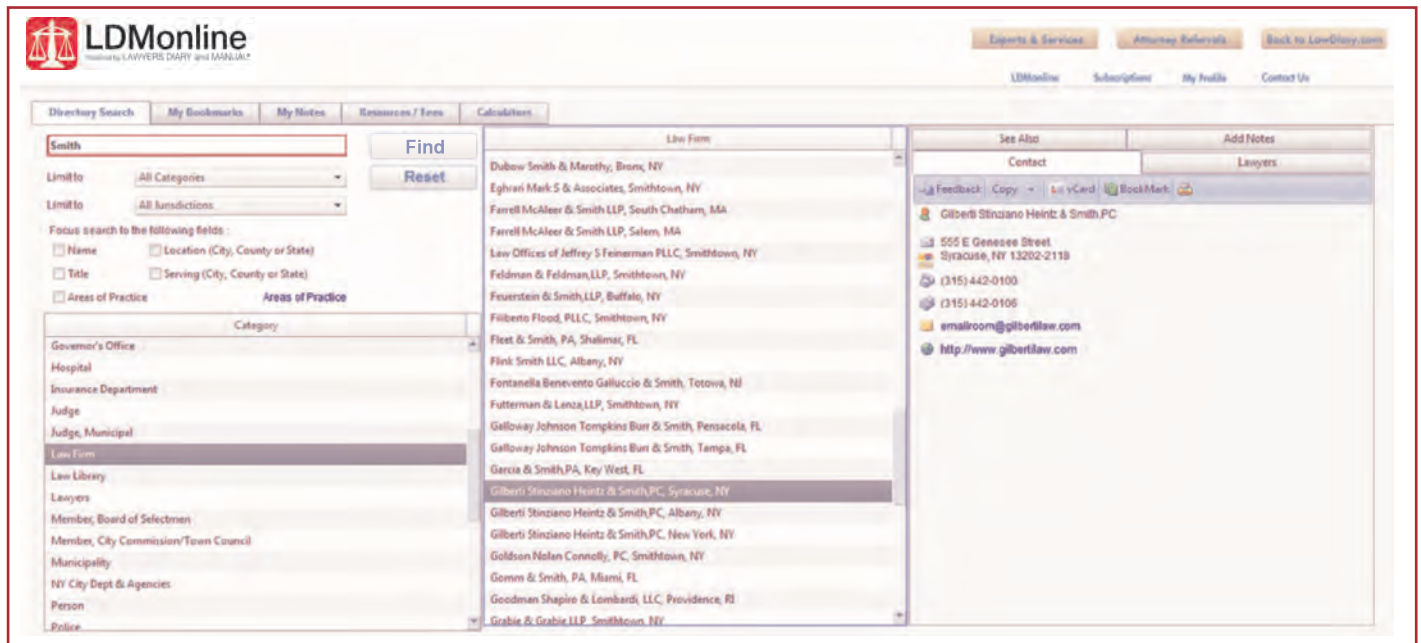 LDMonline
LAWYERS DIARY and MANUAL
Experts & Services
Attorney Referrals
Back to LawDiary.com
LDMonline
Subscriptions
My Profile
Contact Us
Directory Search
My Bookmarks
My Notes
Resources / Fees
Calculators
Smith
Find
Limit to
All Categories
Reset
Limit to
All Jurisdictions
Focus search to the following fields :
Name
Location (City, County or State)
Title
Serving (City, County or State)
Areas of Practice
Areas of Practice
Category
Governor's Office
Hospital
Insurance Department
Judge
Judge, Municipal
Law Firm
Law Library
Lawyers
Member, Board of Selectmen
Member, City Commission/Town Council
Municipality
NY City Dept & Agencies
Person
Police
Law Firm
Dubow Smith & Marothy, Bronx, NY
Eghrari Mark S & Associates, Smithtown, NY
Farrell McAleer & Smith LLP, South Chatham, MA
Farrell McAleer & Smith LLP, Salem, MA
Law Offices of Jeffrey S Feinerman PLLC, Smithtown, NY
Feldman & Feldman,LLP, Smithtown, NY
Feuerstein & Smith,LLP, Buffalo, NY
Filiberto Flood, PLLC, Smithtown, NY
Fleet & Smith, PA, Shalimar, FL
Flink Smith LLC, Albany, NY
Fontanella Benevento Galluccio & Smith, Totowa, NJ
Futterman & Lanza,LLP, Smithtown, NY
Galloway Johnson Tompkins Burr & Smith, Pensacola, FL
Galloway Johnson Tompkins Burr & Smith, Tampa, FL
Garcia & Smith,PA, Key West, FL
Gilberti Stinziano Heintz & Smith,PC, Syracuse, NY
Gilberti Stinziano Heintz & Smith,PC, Albany, NY
Gilberti Stinziano Heintz & Smith,PC, New York, NY
Goldson Nolan Connolly, PC, Smithtown, NY
Gomm & Smith, PA, Miami, FL
Goodman Shapiro & Lombardi, LLC, Providence, RI
Grabie & Grabie LLP, Smithtown, NY
See Also
Add Notes
Contact
Lawyers
Feedback
Copy
vCard
BookMark
Gilberti Stinziano Heintz & Smith,PC
555 E Genesee Street
Syracuse, NY 13202-2118
(315) 442-0100
(315) 442-0106
emailroom@gilbertilaw.com
http://www.gilbertilaw.com